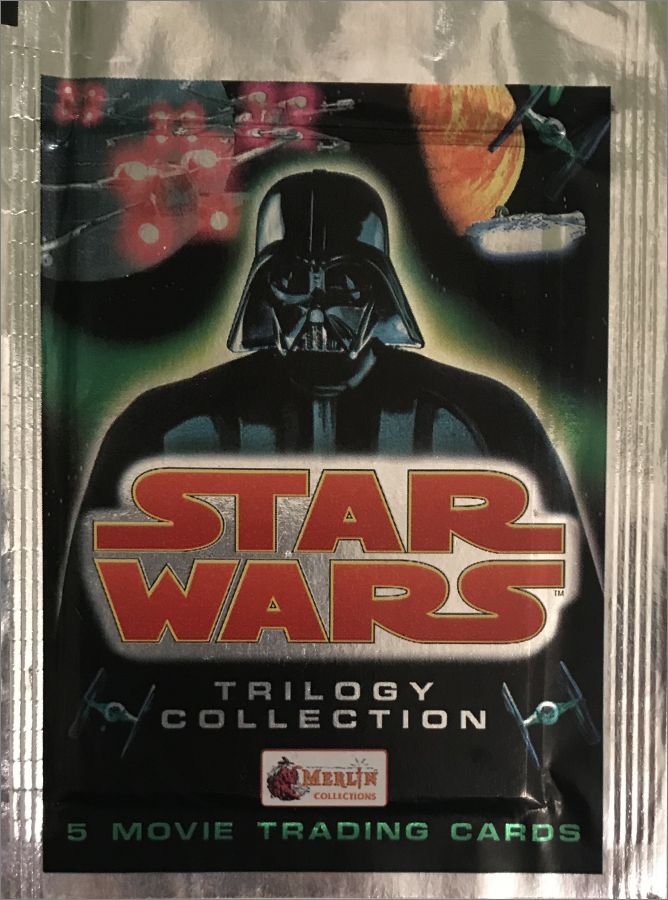 STAR
WARS TM
TRILOGY
COLLECTION
MERLIN
COLLECTIONS
5 MOVIE TRADING CARDS